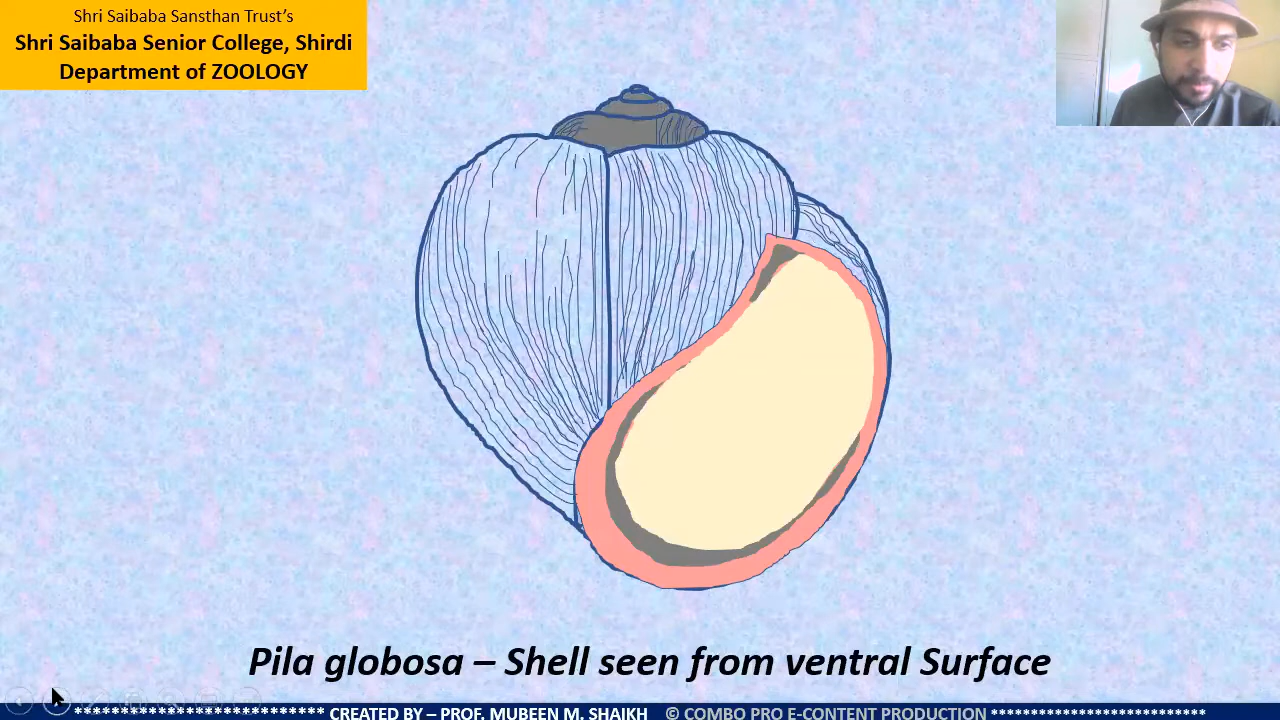 Shri Saibaba Sansthan Trust's
Shri Saibaba Senior College, Shirdi
Department of ZOOLOGY
Pila globosa – Shell seen from ventral Surface
*************************** CREATED BY – PROF. MUBEEN M. SHAIKH © COMBO PRO E-CONTENT PRODUCTION ***********************